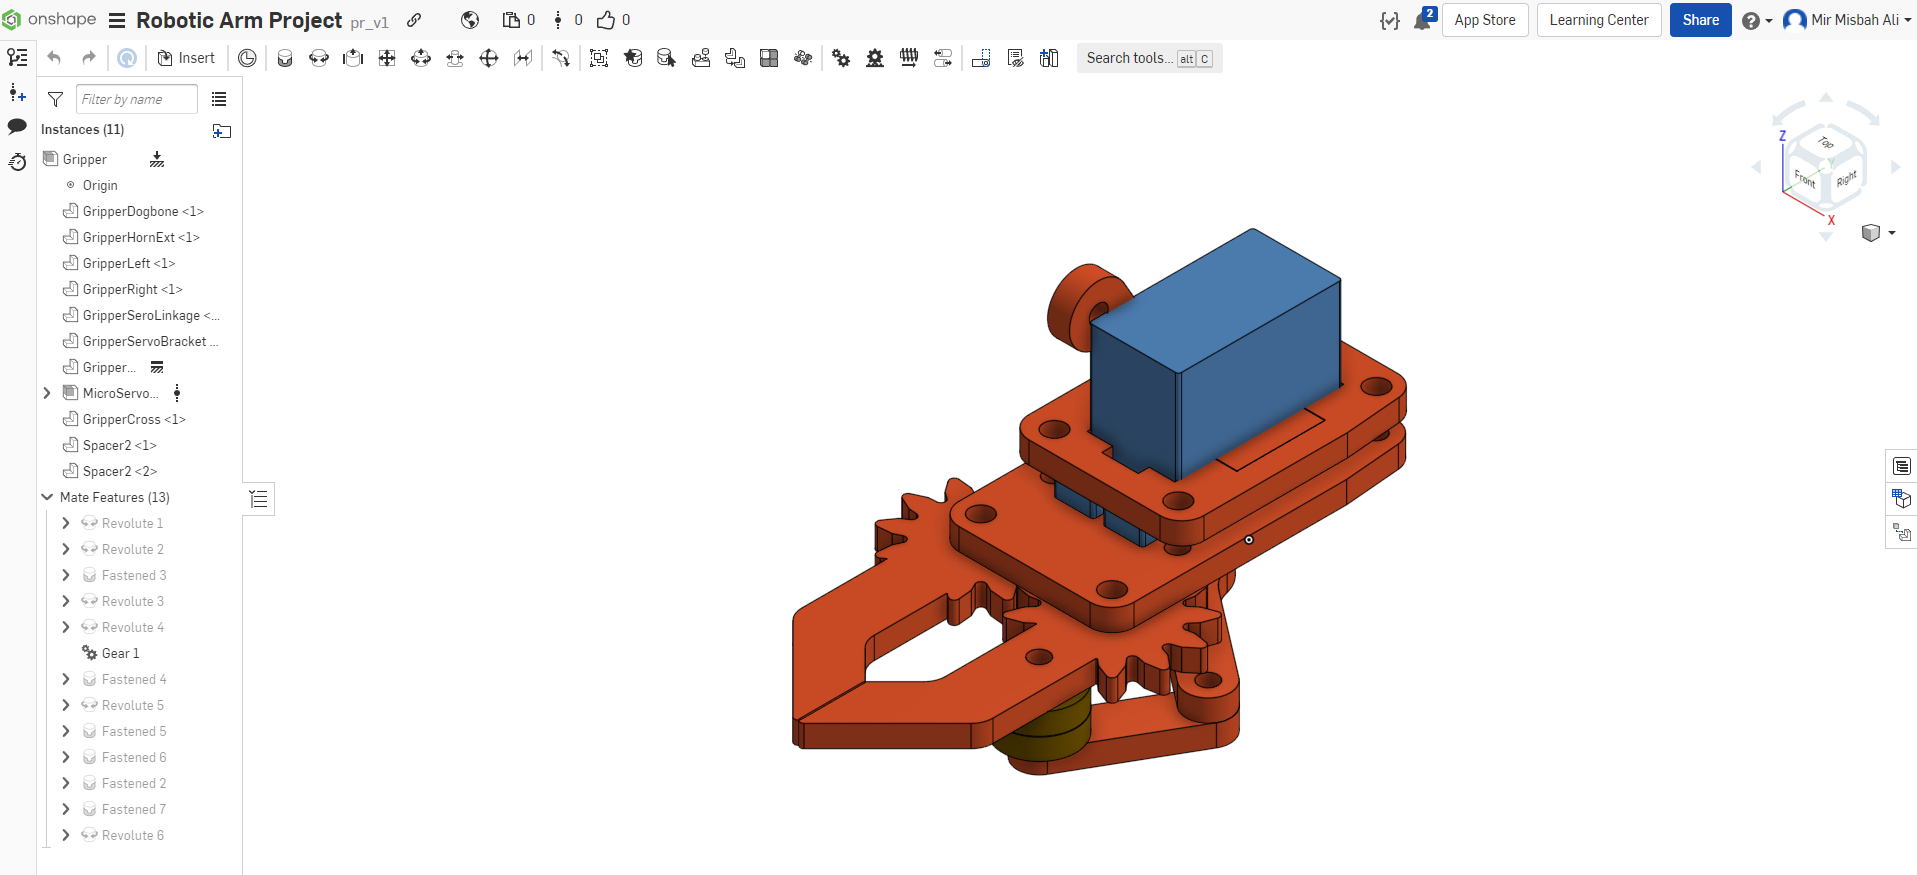 onshape Robotic Arm Project pr_v1 0 0 0 2 App Store Learning Center Share ? Mir Misbah Ali
Insert Search tools... alt C
Filter by name
Instances (11)
Gripper
Origin
GripperDogbone <1>
GripperHornExt <1>
GripperLeft <1>
GripperRight <1>
GripperSeroLinkage <...
GripperServoBracket ...
Gripper...
MicroServo...
GripperCross <1>
Spacer2 <1>
Spacer2 <2>
Mate Features (13)
Revolute 1
Revolute 2
Fastened 3
Revolute 3
Revolute 4
Gear 1
Fastened 4
Revolute 5
Fastened 5
Fastened 6
Fastened 2
Fastened 7
Revolute 6
Z
Top
Y
Front
Right
X